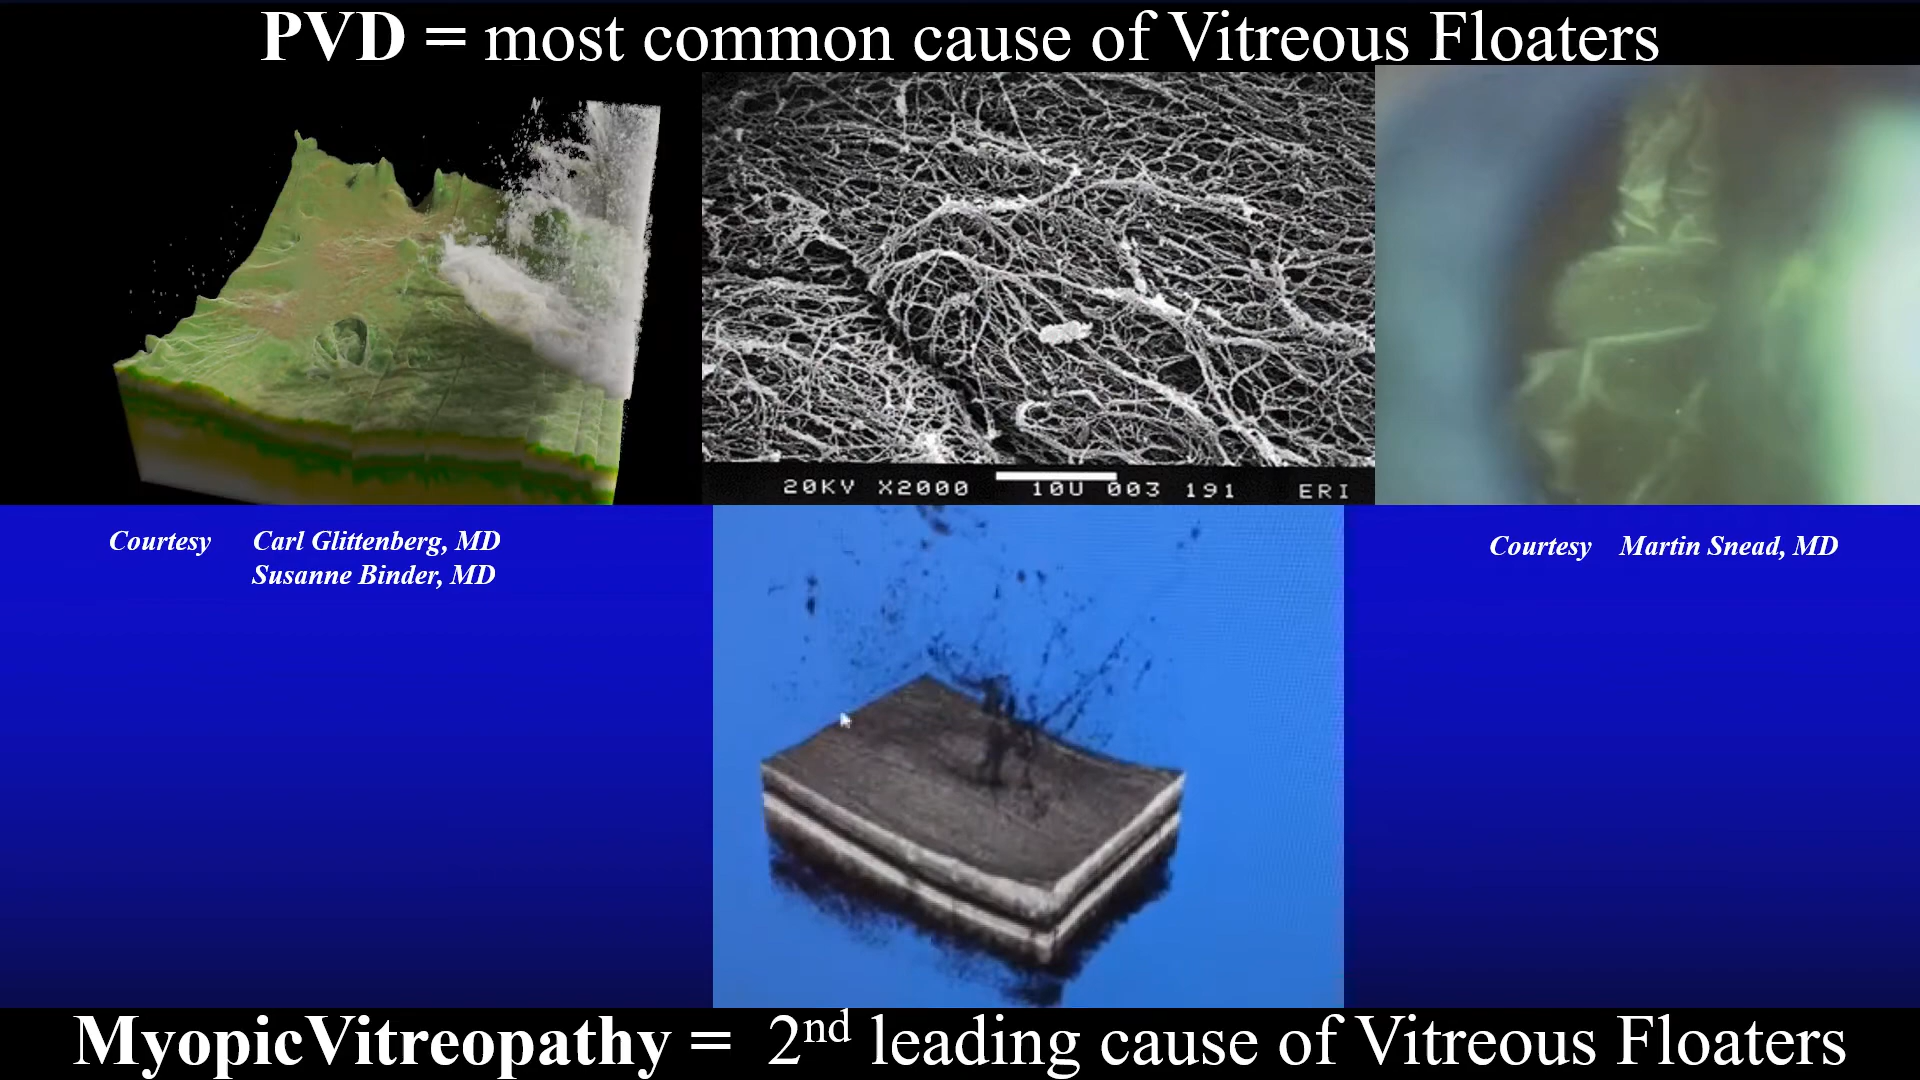 PVD = most common cause of Vitreous Floaters
20KV X2000 10U 003 191 ERI
Courtesy Carl Glittenberg, MD
Susanne Binder, MD
Courtesy Martin Snead, MD
MyopicVitreopathy = 2nd leading cause of Vitreous Floaters